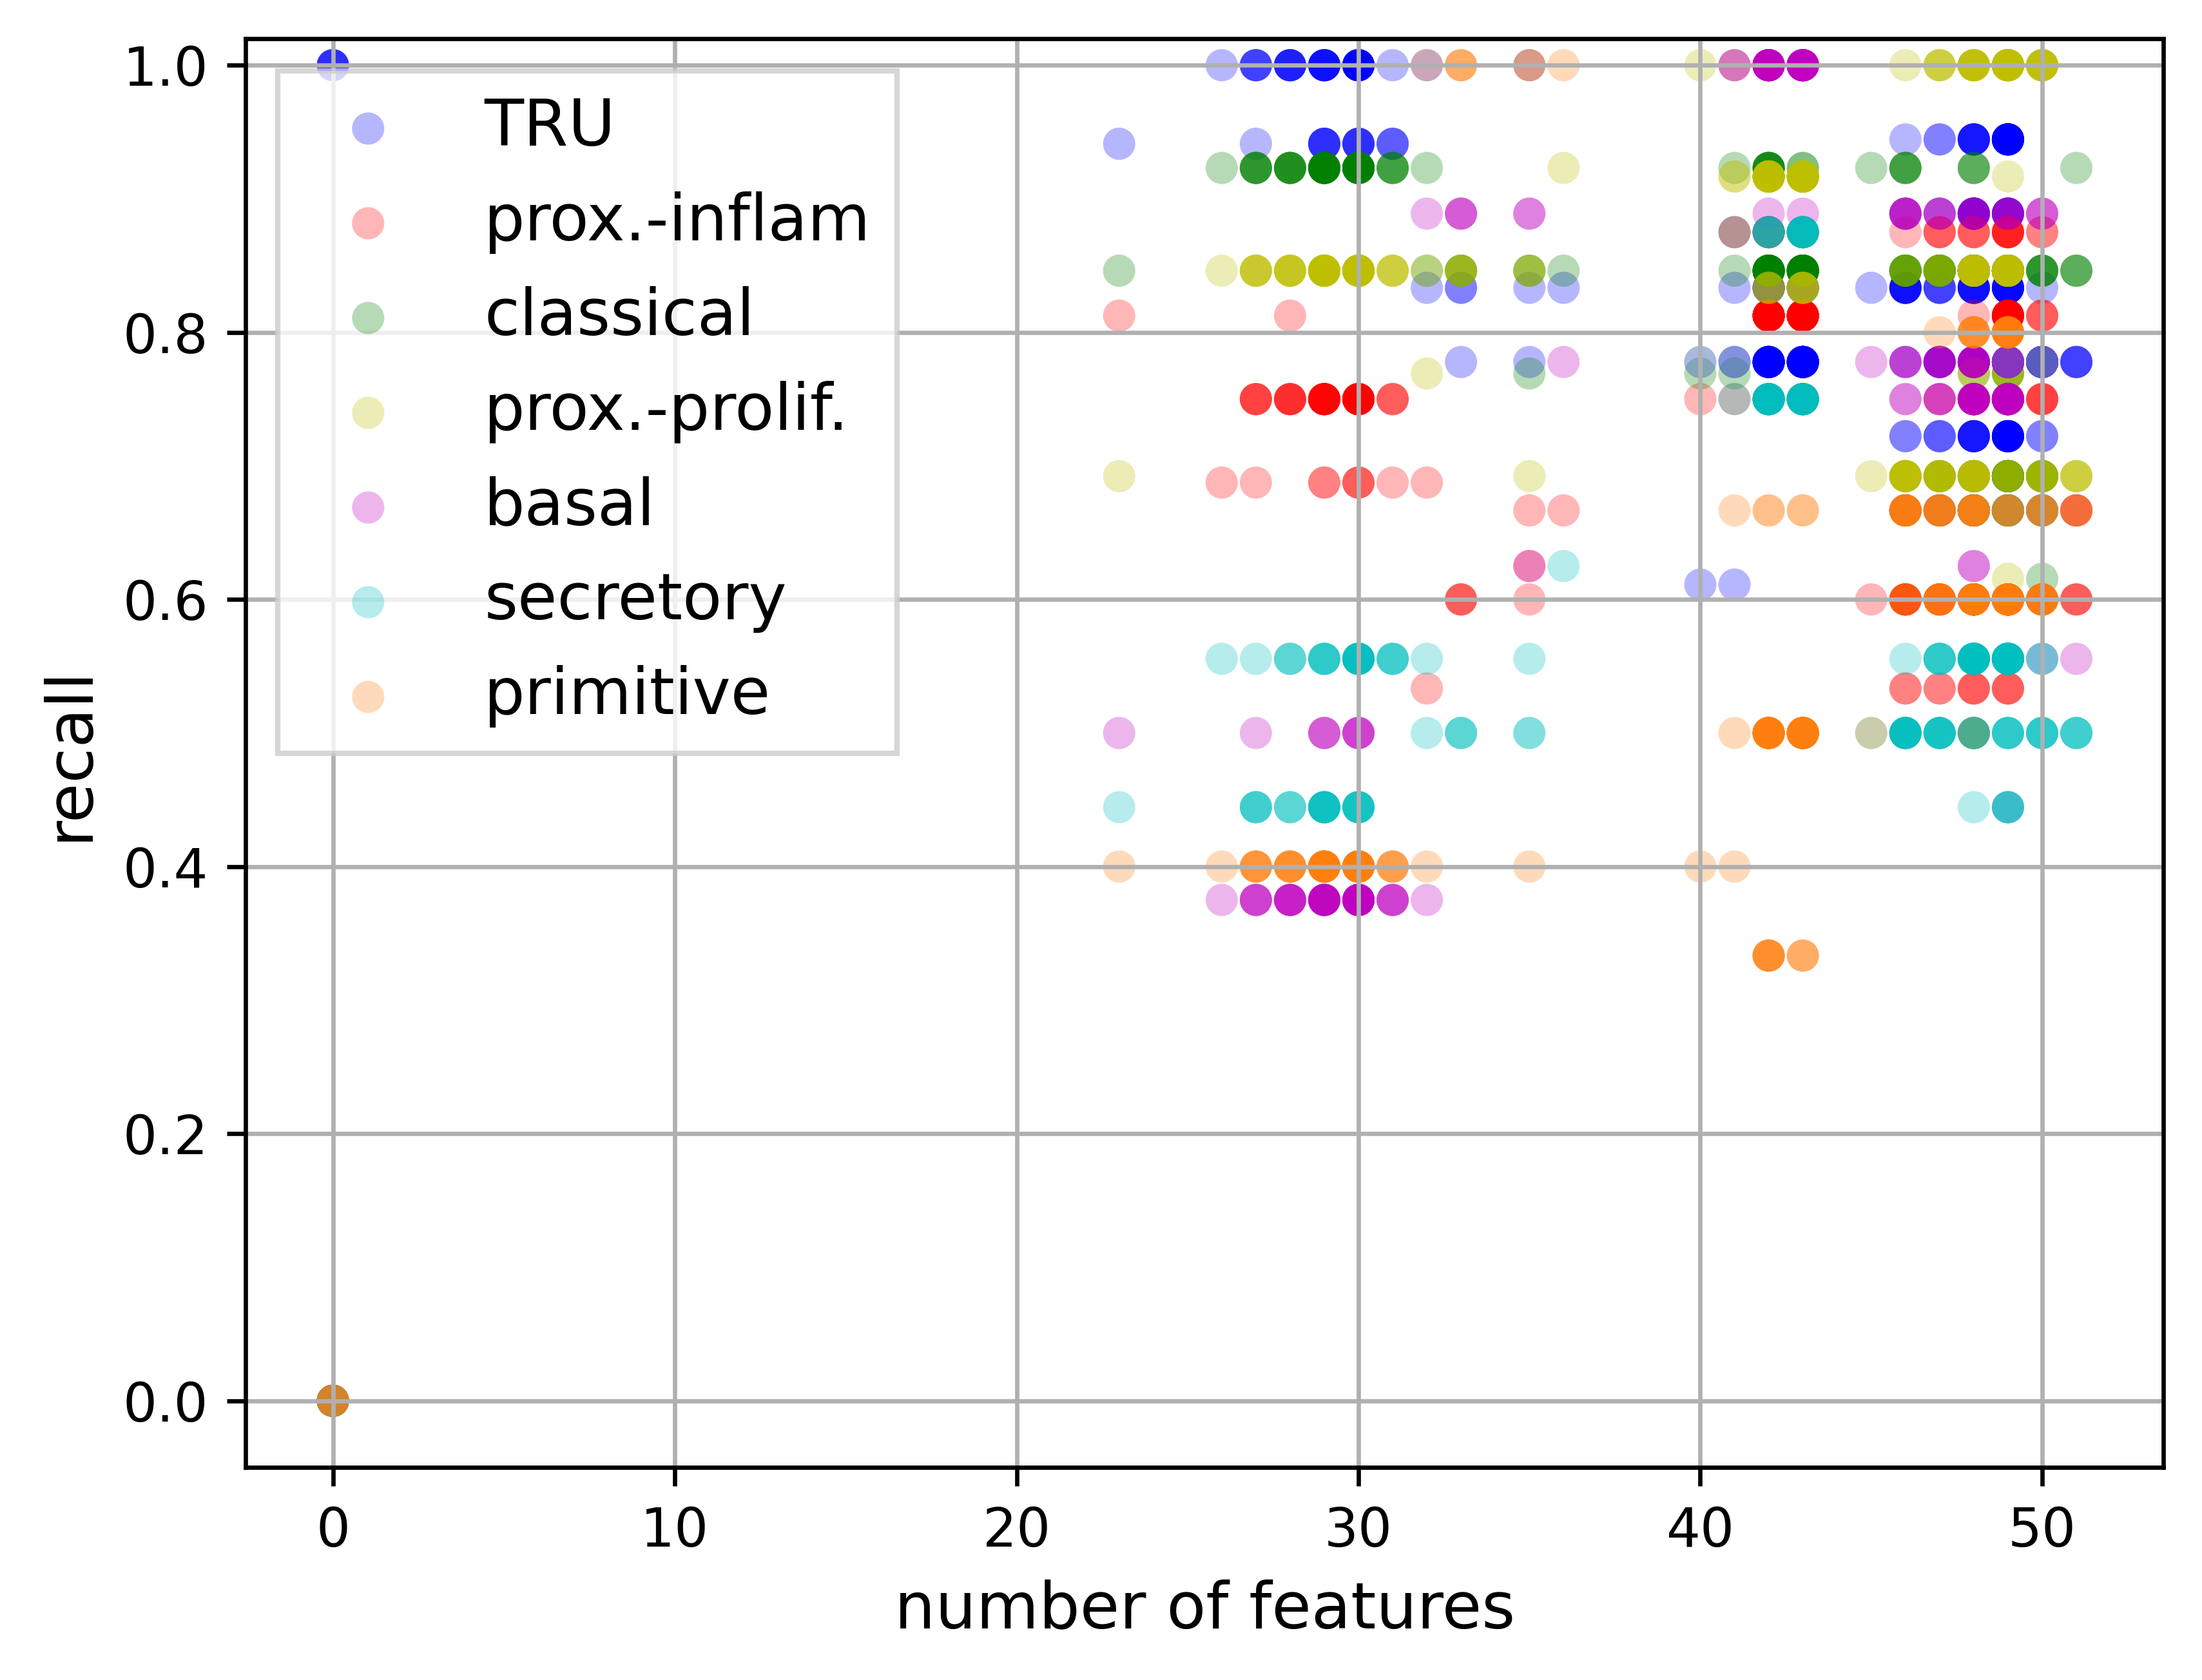 1.0
0.8
0.6
0.4
0.2
0.0
recall
TRU
prox.-inflam
classical
prox.-prolif.
basal
secretory
primitive
0 10 20 30 40 50
number of features